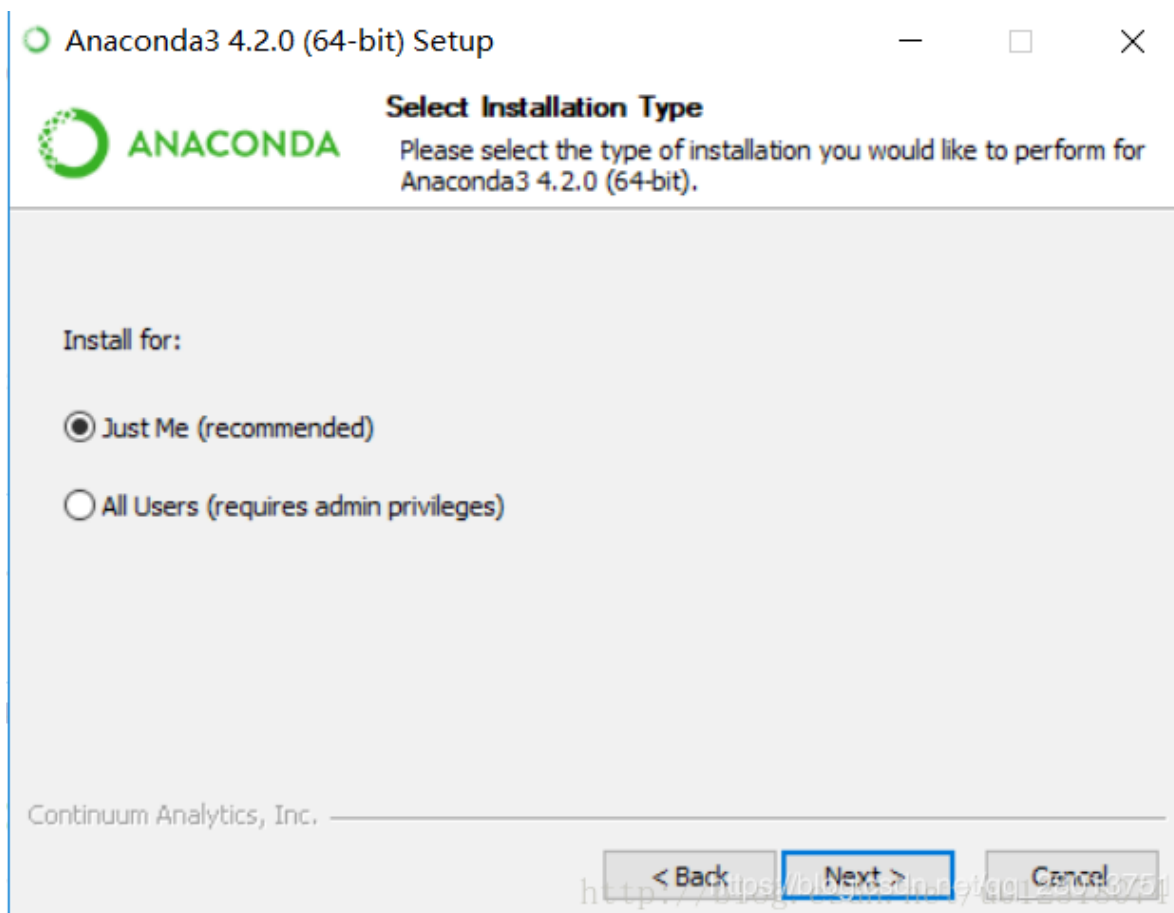 Anaconda3 4.2.0 (64-bit) Setup
ANACONDA
Select Installation Type
Please select the type of installation you would like to perform for
Anaconda3 4.2.0 (64-bit).
Install for:
Just Me (recommended)
All Users (requires admin privileges)
Continuum Analytics, Inc.
< Back
Next >
Cancel